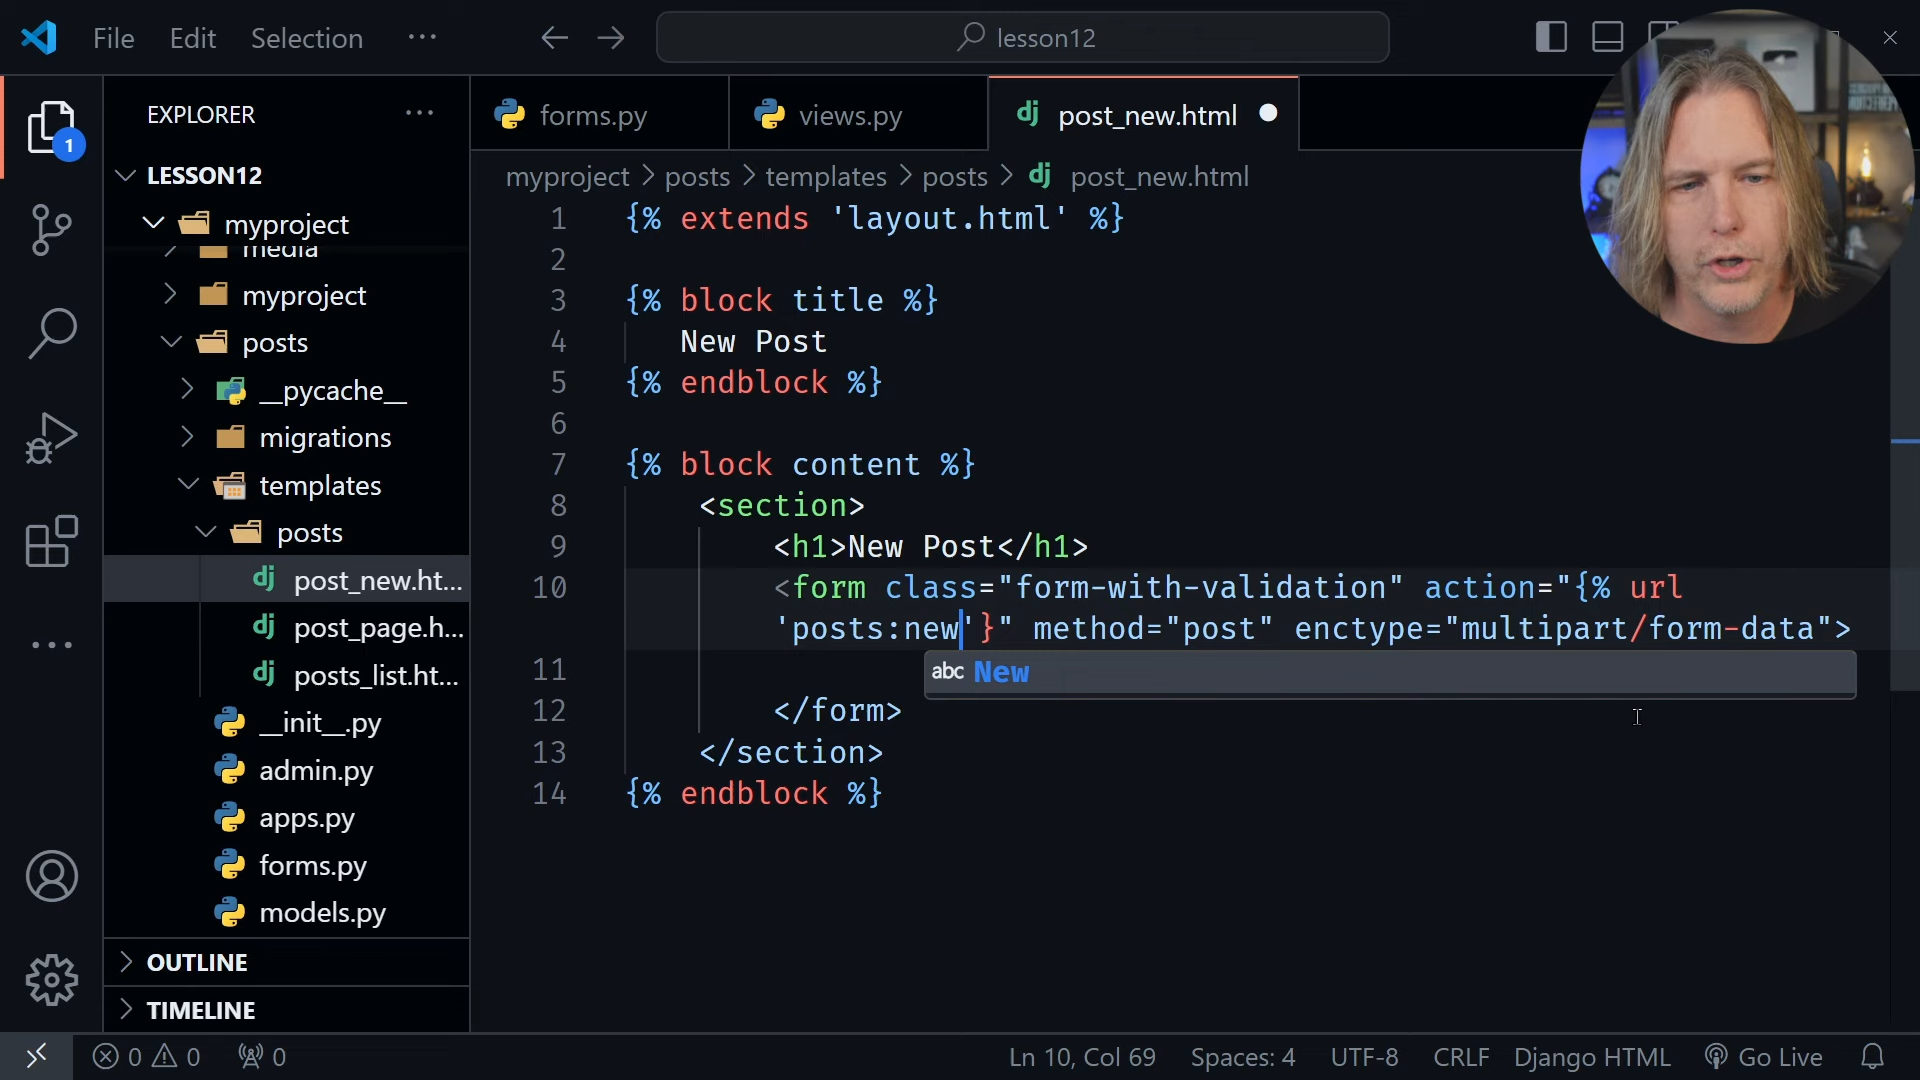 File Edit Selection ···
lesson12
EXPLORER ···
1
LESSON12
myproject
media
myproject
posts
__pycache__
migrations
templates
posts
post_new.ht...
post_page.h...
posts_list.ht...
__init__.py
admin.py
apps.py
forms.py
models.py
OUTLINE
TIMELINE
forms.py views.py dj post_new.html
myproject > posts > templates > posts > dj post_new.html
1 {% extends 'layout.html' %}
2
3 {% block title %}
4 New Post
5 {% endblock %}
6
7 {% block content %}
8 <section>
9 <h1>New Post</h1>
10 <form class="form-with-validation" action="{% url
'posts:new'}" method="post" enctype="multipart/form-data">
abc New
11
12 </form>
13 </section>
14 {% endblock %}
0 0 0 Ln 10, Col 69 Spaces: 4 UTF-8 CRLF Django HTML Go Live